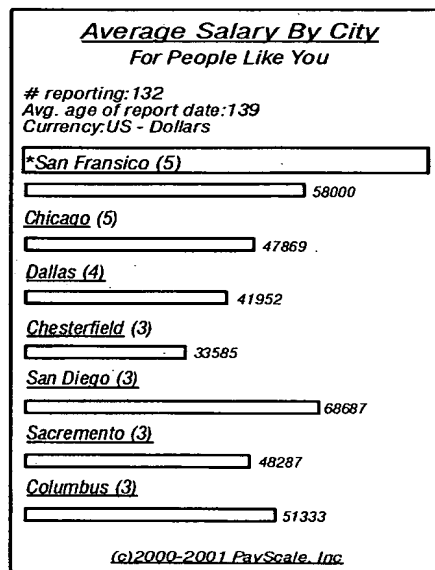 Average Salary By City
For People Like You
# reporting:132
Avg. age of report date:139
Currency:US - Dollars
*San Fransico (5)
58000
Chicago (5)
47869
Dallas (4)
41952
Chesterfield (3)
33585
San Diego (3)
68687
Sacremento (3)
48287
Columbus (3)
51333
(c)2000-2001 PayScale, Inc